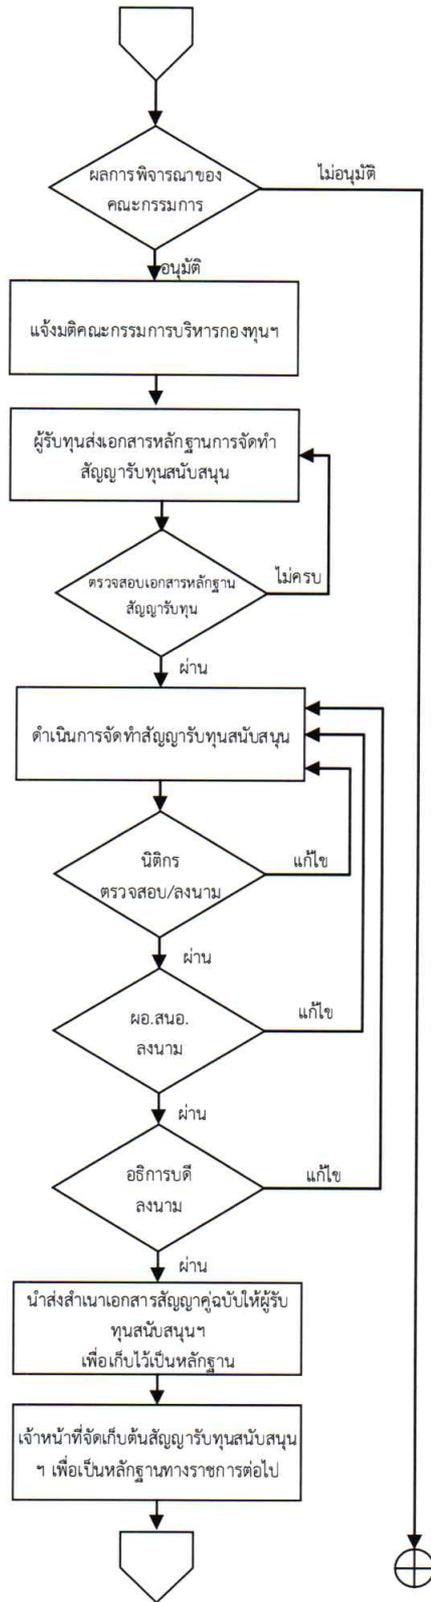 ผลการพิจารณาของ
คณะกรรมการ
ไม่อนุมัติ
อนุมัติ
แจ้งมติคณะกรรมการบริหารกองทุนฯ
ผู้รับทุนส่งเอกสารหลักฐานการจัดทำ
สัญญารับทุนสนับสนุน
ตรวจสอบเอกสารหลักฐาน
สัญญารับทุน
ไม่ครบ
ผ่าน
ดำเนินการจัดทำสัญญารับทุนสนับสนุน
นิติกร
ตรวจสอบ/ลงนาม
แก้ไข
ผ่าน
ผอ.สนอ.
ลงนาม
แก้ไข
ผ่าน
อธิการบดี
ลงนาม
แก้ไข
ผ่าน
นำส่งสำเนาเอกสารสัญญาคู่ฉบับให้ผู้รับ
ทุนสนับสนุนฯ
เพื่อเก็บไว้เป็นหลักฐาน
เจ้าหน้าที่จัดเก็บต้นสัญญารับทุนสนับสนุน
ฯ เพื่อเป็นหลักฐานทางราชการต่อไป